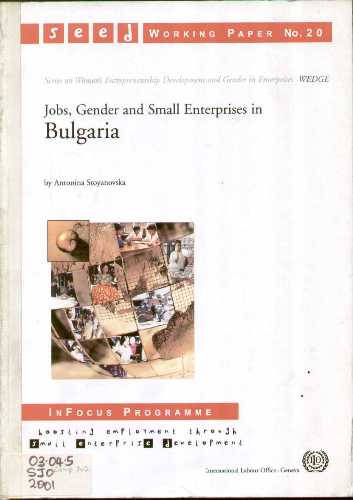 seed WORKING PAPER No. 20
Series on Women's Entrepreneurship Development and Gender in Enterprises - WEDGE
Jobs, Gender and Small Enterprises in
Bulgaria
by Antonina Stoyanovska
INFOCUS PROGRAMME
boosting employment through
small enterprise development
03·04·5
SJO
2001
International Labour Office · Geneva